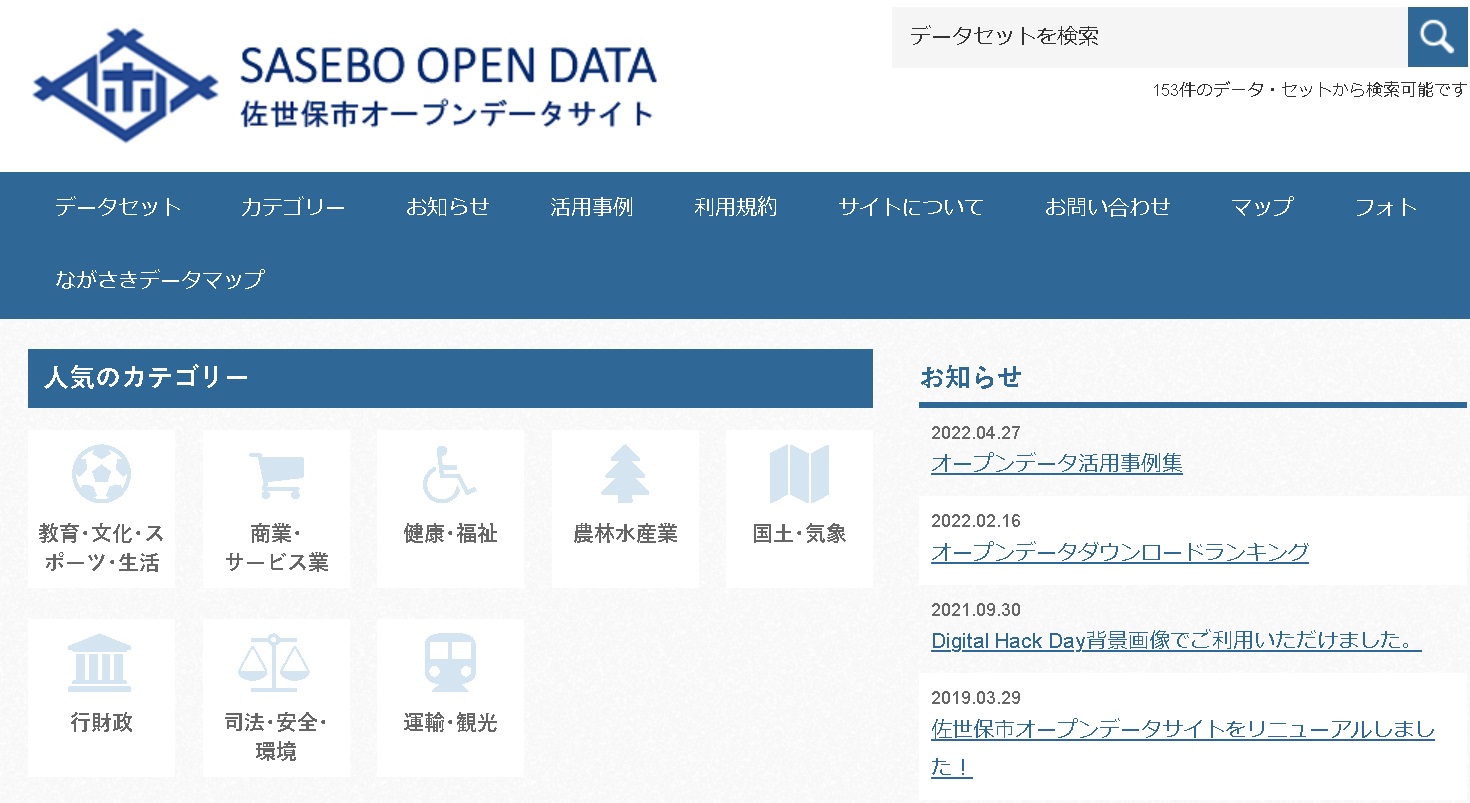 SASEBO OPEN DATA
佐世保市オープンデータサイト
データセットを検索
153件のデータ・セットから検索可能です
データセット
カテゴリー
お知らせ
活用事例
利用規約
サイトについて
お問い合わせ
マップ
フォト
ながさきデータマップ
人気のカテゴリー
教育・文化・ス
ポーツ・生活
商業・
サービス業
健康・福祉
農林水産業
国土・気象
行財政
司法・安全・
環境
運輸・観光
お知らせ
2022.04.27
オープンデータ活用事例集
2022.02.16
オープンデータダウンロードランキング
2021.09.30
Digital Hack Day背景画像でご利用いただけました。
2019.03.29
佐世保市オープンデータサイトをリニューアルしまし
た！